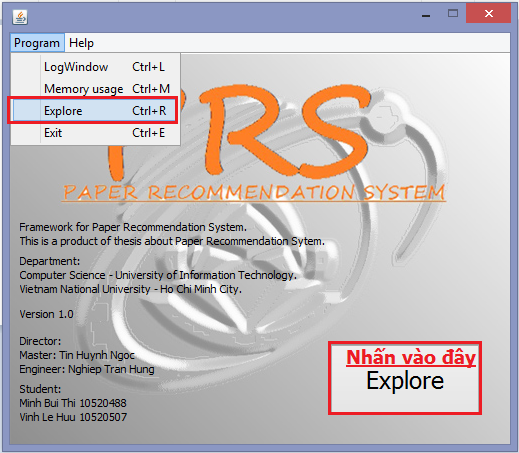 Program Help
LogWindow Ctrl+L
Memory usage Ctrl+M
Explore Ctrl+R
Exit Ctrl+E
PRS
PAPER RECOMMENDATION SYSTEM
Framework for Paper Recommendation System.
This is a product of thesis about Paper Recommendation Sytem.
Department:
Computer Science - University of Information Technology.
Vietnam National University - Ho Chi Minh City.
Version 1.0
Director:
Master: Tin Huynh Ngoc
Engineer: Nghiep Tran Hung
Student:
Minh Bui Thi 10520488
Vinh Le Huu 10520507
Nhấn vào đây
Explore